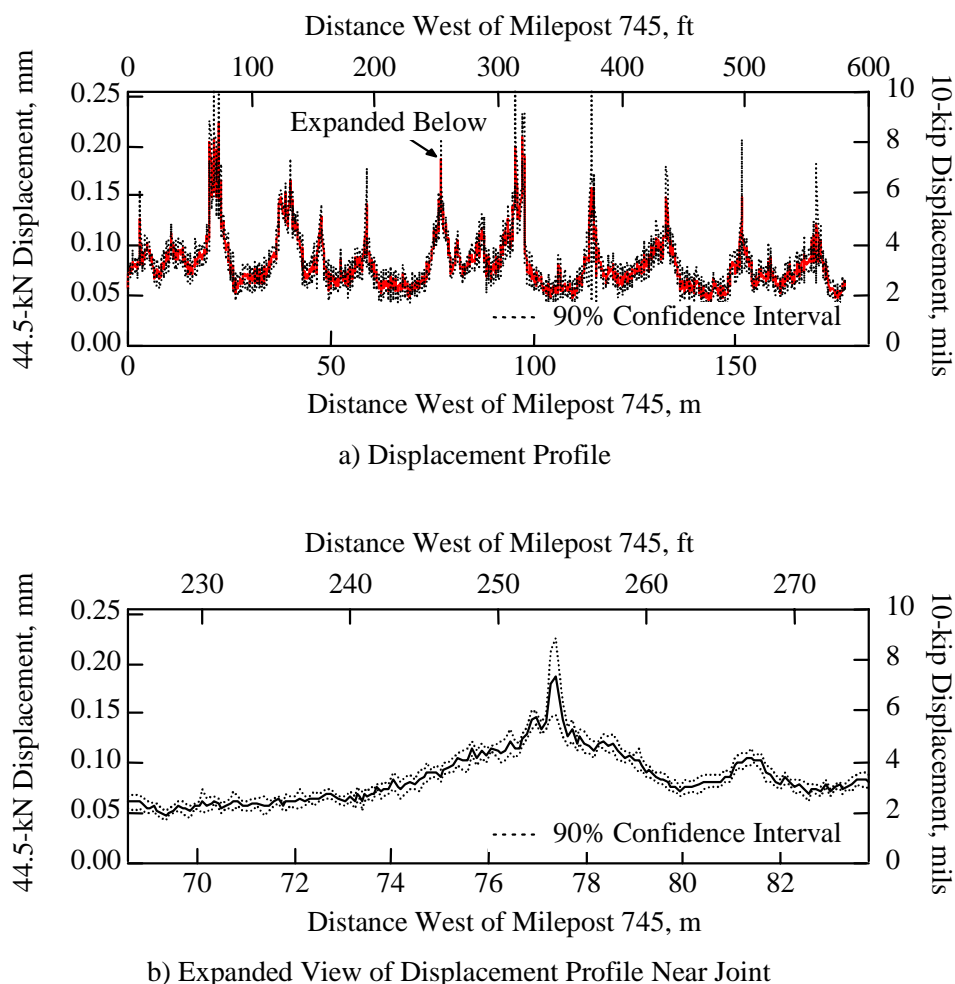 Distance West of Milepost 745, ft
0 100 200 300 400 500 600
44.5-kN Displacement, mm
0.25
0.20
0.15
0.10
0.05
0.00
Expanded Below
90% Confidence Interval
10
8
6
4
2
0
10-kip Displacement, mils
0 50 100 150
Distance West of Milepost 745, m
a) Displacement Profile
Distance West of Milepost 745, ft
230 240 250 260 270
44.5-kN Displacement, mm
0.25
0.20
0.15
0.10
0.05
0.00
90% Confidence Interval
10
8
6
4
2
0
10-kip Displacement, mils
70 72 74 76 78 80 82
Distance West of Milepost 745, m
b) Expanded View of Displacement Profile Near Joint